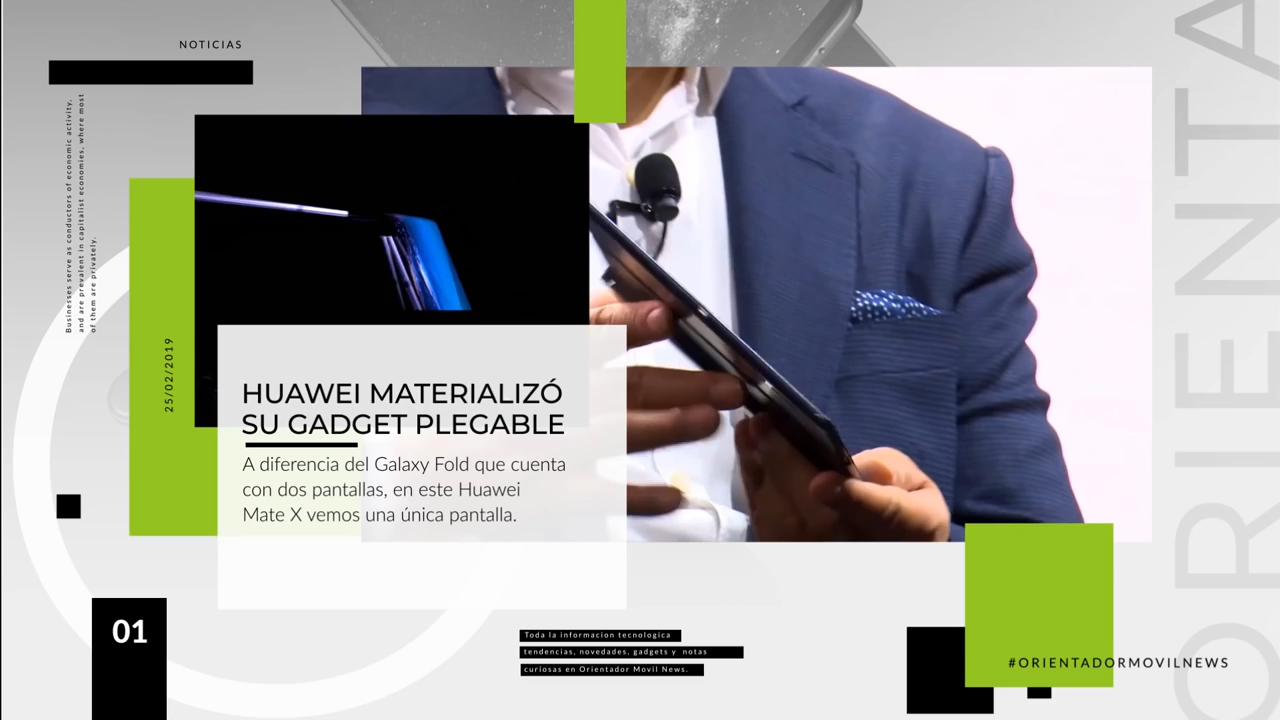 NOTICIAS
Businesses serve as conductors of economic activity,
and are prevalent in capitalist economies, where most
of them are privately.
25/02/2019
HUAWEI MATERIALIZÓ
SU GADGET PLEGABLE
A diferencia del Galaxy Fold que cuenta
con dos pantallas, en este Huawei
Mate X vemos una única pantalla.
01
Toda la informacion tecnologica
tendencias, novedades, gadgets y notas
curiosas en Orientador Movil News.
#ORIENTADORMOVILNEWS
ORIENTA